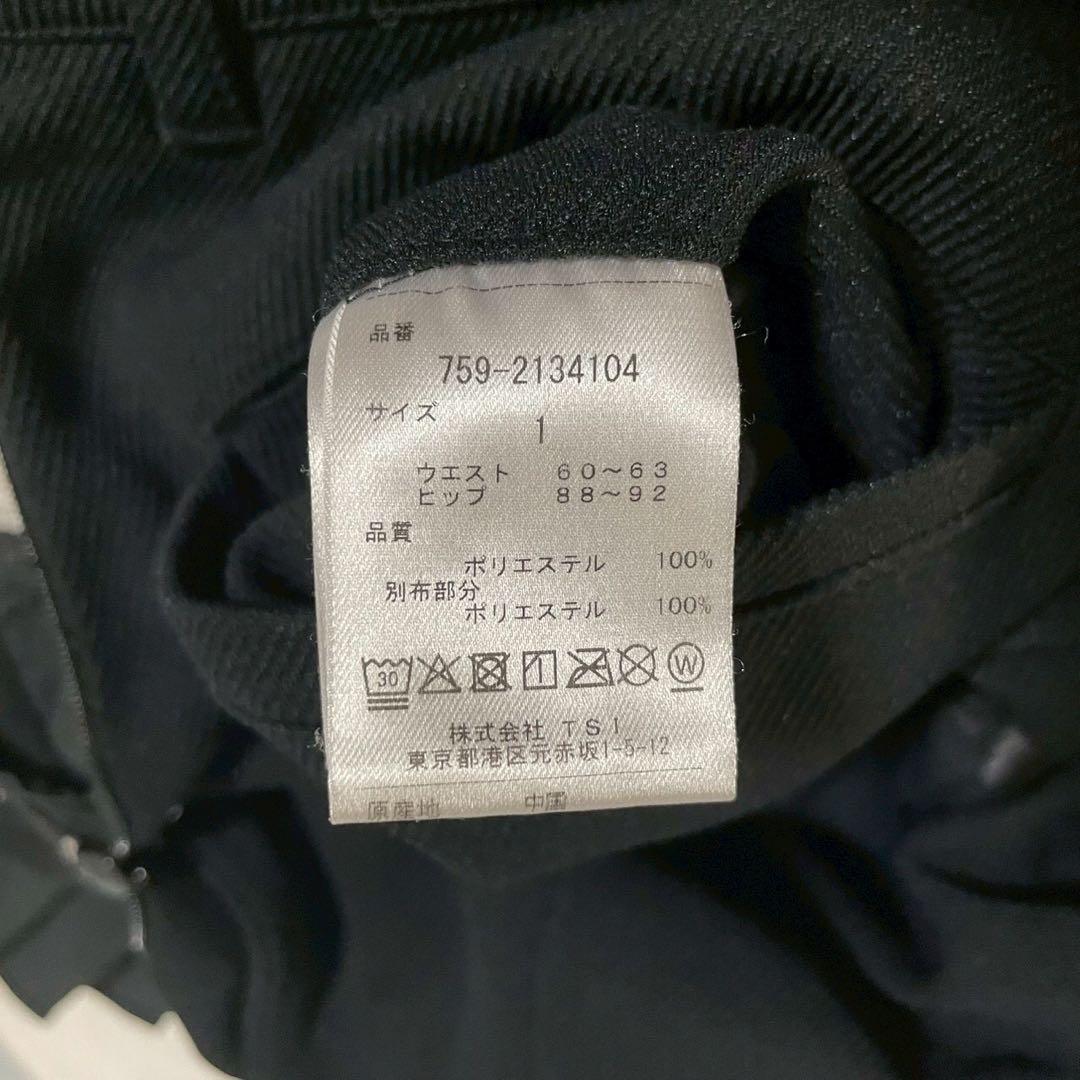 品番
759-2134104
サイズ
1
ウエスト 60〜63
ヒップ 88〜92
品質
ポリエステル 100%
別布部分
ポリエステル 100%
30 W
株式会社 TSI
東京都港区元赤坂1-5-12
原産地 中国